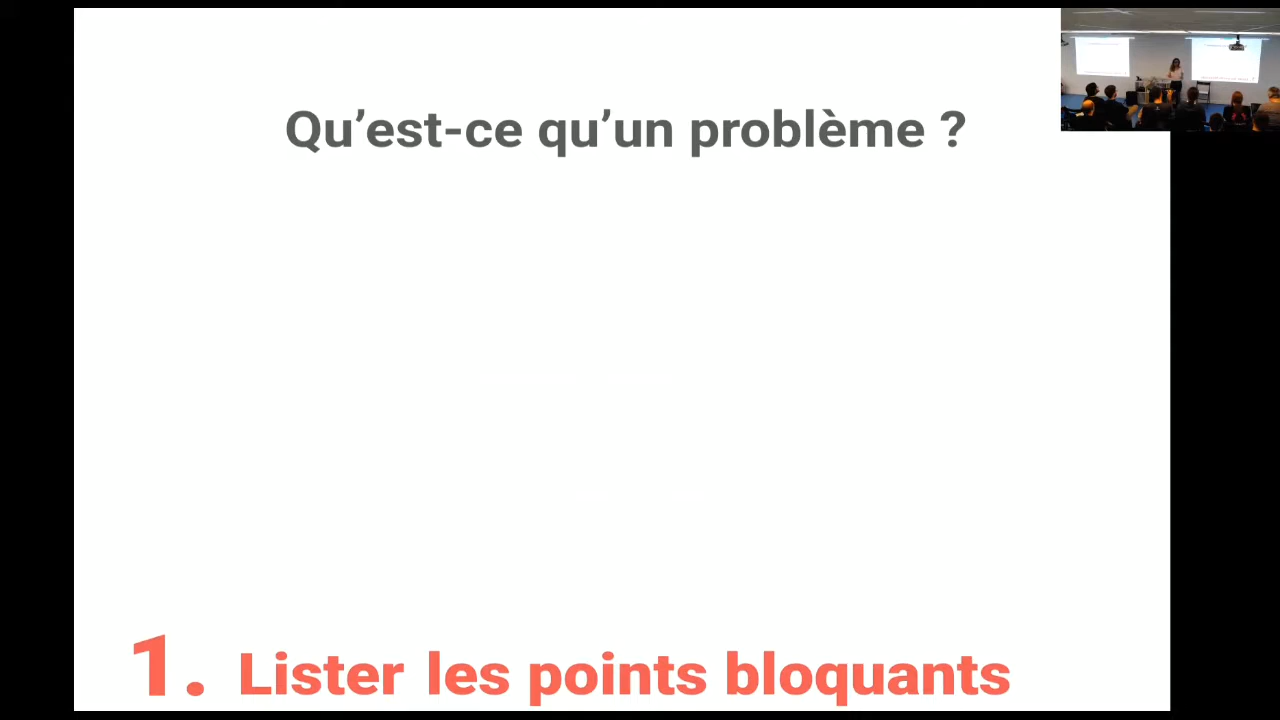 Qu’est-ce qu’un problème ?
1. Lister les points bloquants